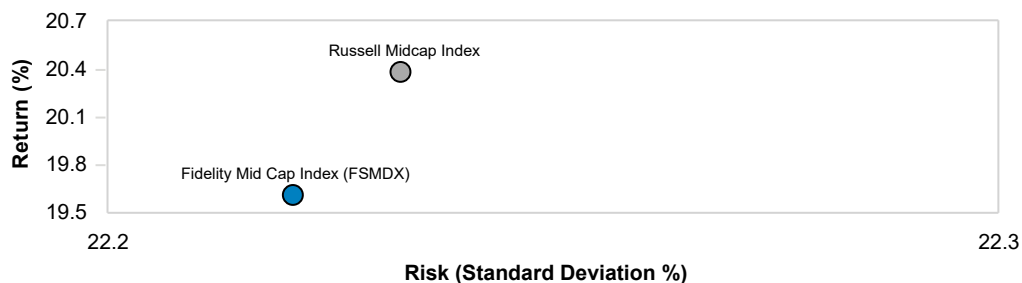 20.7
Russell Midcap Index
20.4
20.1
Return (%)
19.8
Fidelity Mid Cap Index (FSMDX)
19.5
22.2
22.3
Risk (Standard Deviation %)